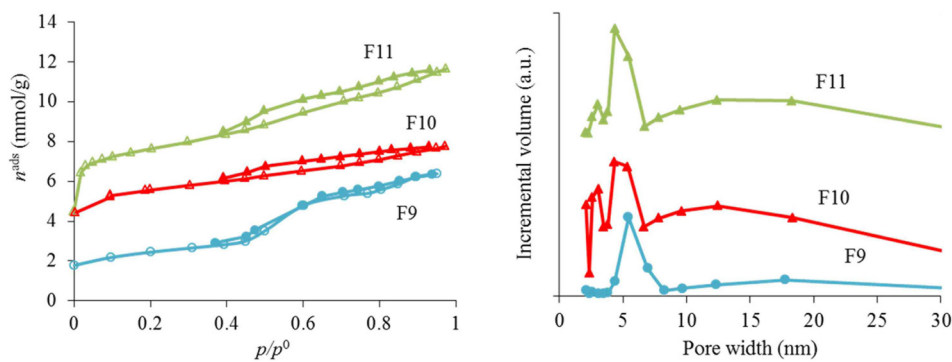 14
12
10
8
6
4
2
0
n^ads (mmol/g)
F11
F10
F9
0
0.2
0.4
0.6
0.8
1
p/p^0
Incremental volume (a.u.)
F11
F10
F9
0
5
10
15
20
25
30
Pore width (nm)